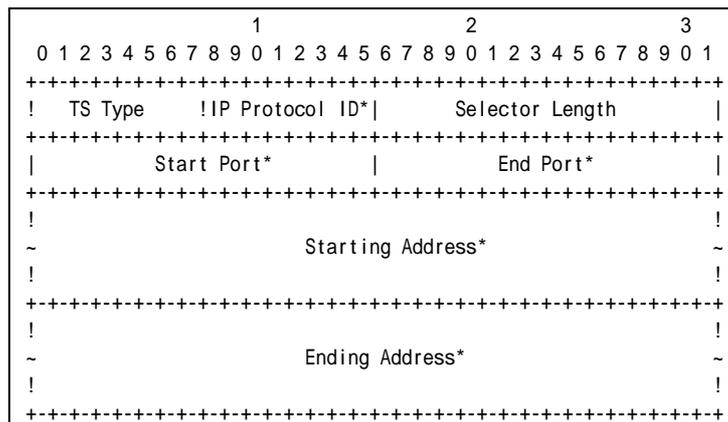 1 2 3
0 1 2 3 4 5 6 7 8 9 0 1 2 3 4 5 6 7 8 9 0 1 2 3 4 5 6 7 8 9 0 1
+-+-+-+-+-+-+-+-+-+-+-+-+-+-+-+-+-+-+-+-+-+-+-+-+-+-+-+-+-+-+-+-+
! TS Type !IP Protocol ID*| Selector Length |
+-+-+-+-+-+-+-+-+-+-+-+-+-+-+-+-+-+-+-+-+-+-+-+-+-+-+-+-+-+-+-+-+
| Start Port* | End Port* |
+-+-+-+-+-+-+-+-+-+-+-+-+-+-+-+-+-+-+-+-+-+-+-+-+-+-+-+-+-+-+-+-+
! !
~ Starting Address* ~
! !
+-+-+-+-+-+-+-+-+-+-+-+-+-+-+-+-+-+-+-+-+-+-+-+-+-+-+-+-+-+-+-+-+
! !
~ Ending Address* ~
! !
+-+-+-+-+-+-+-+-+-+-+-+-+-+-+-+-+-+-+-+-+-+-+-+-+-+-+-+-+-+-+-+-+